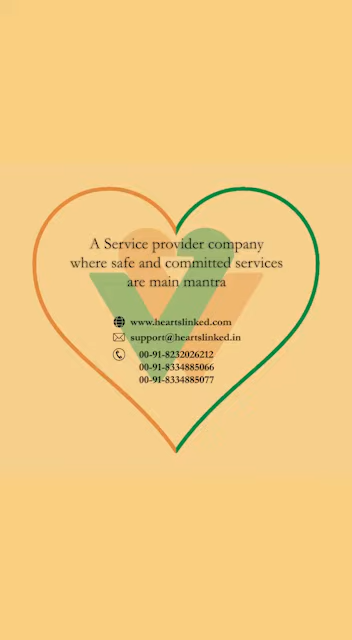 A Service provider company
where safe and committed services
are main mantra
www.heartslinked.com
support@heartslinked.in
00-91-8232026212
00-91-8334885066
00-91-8334885077